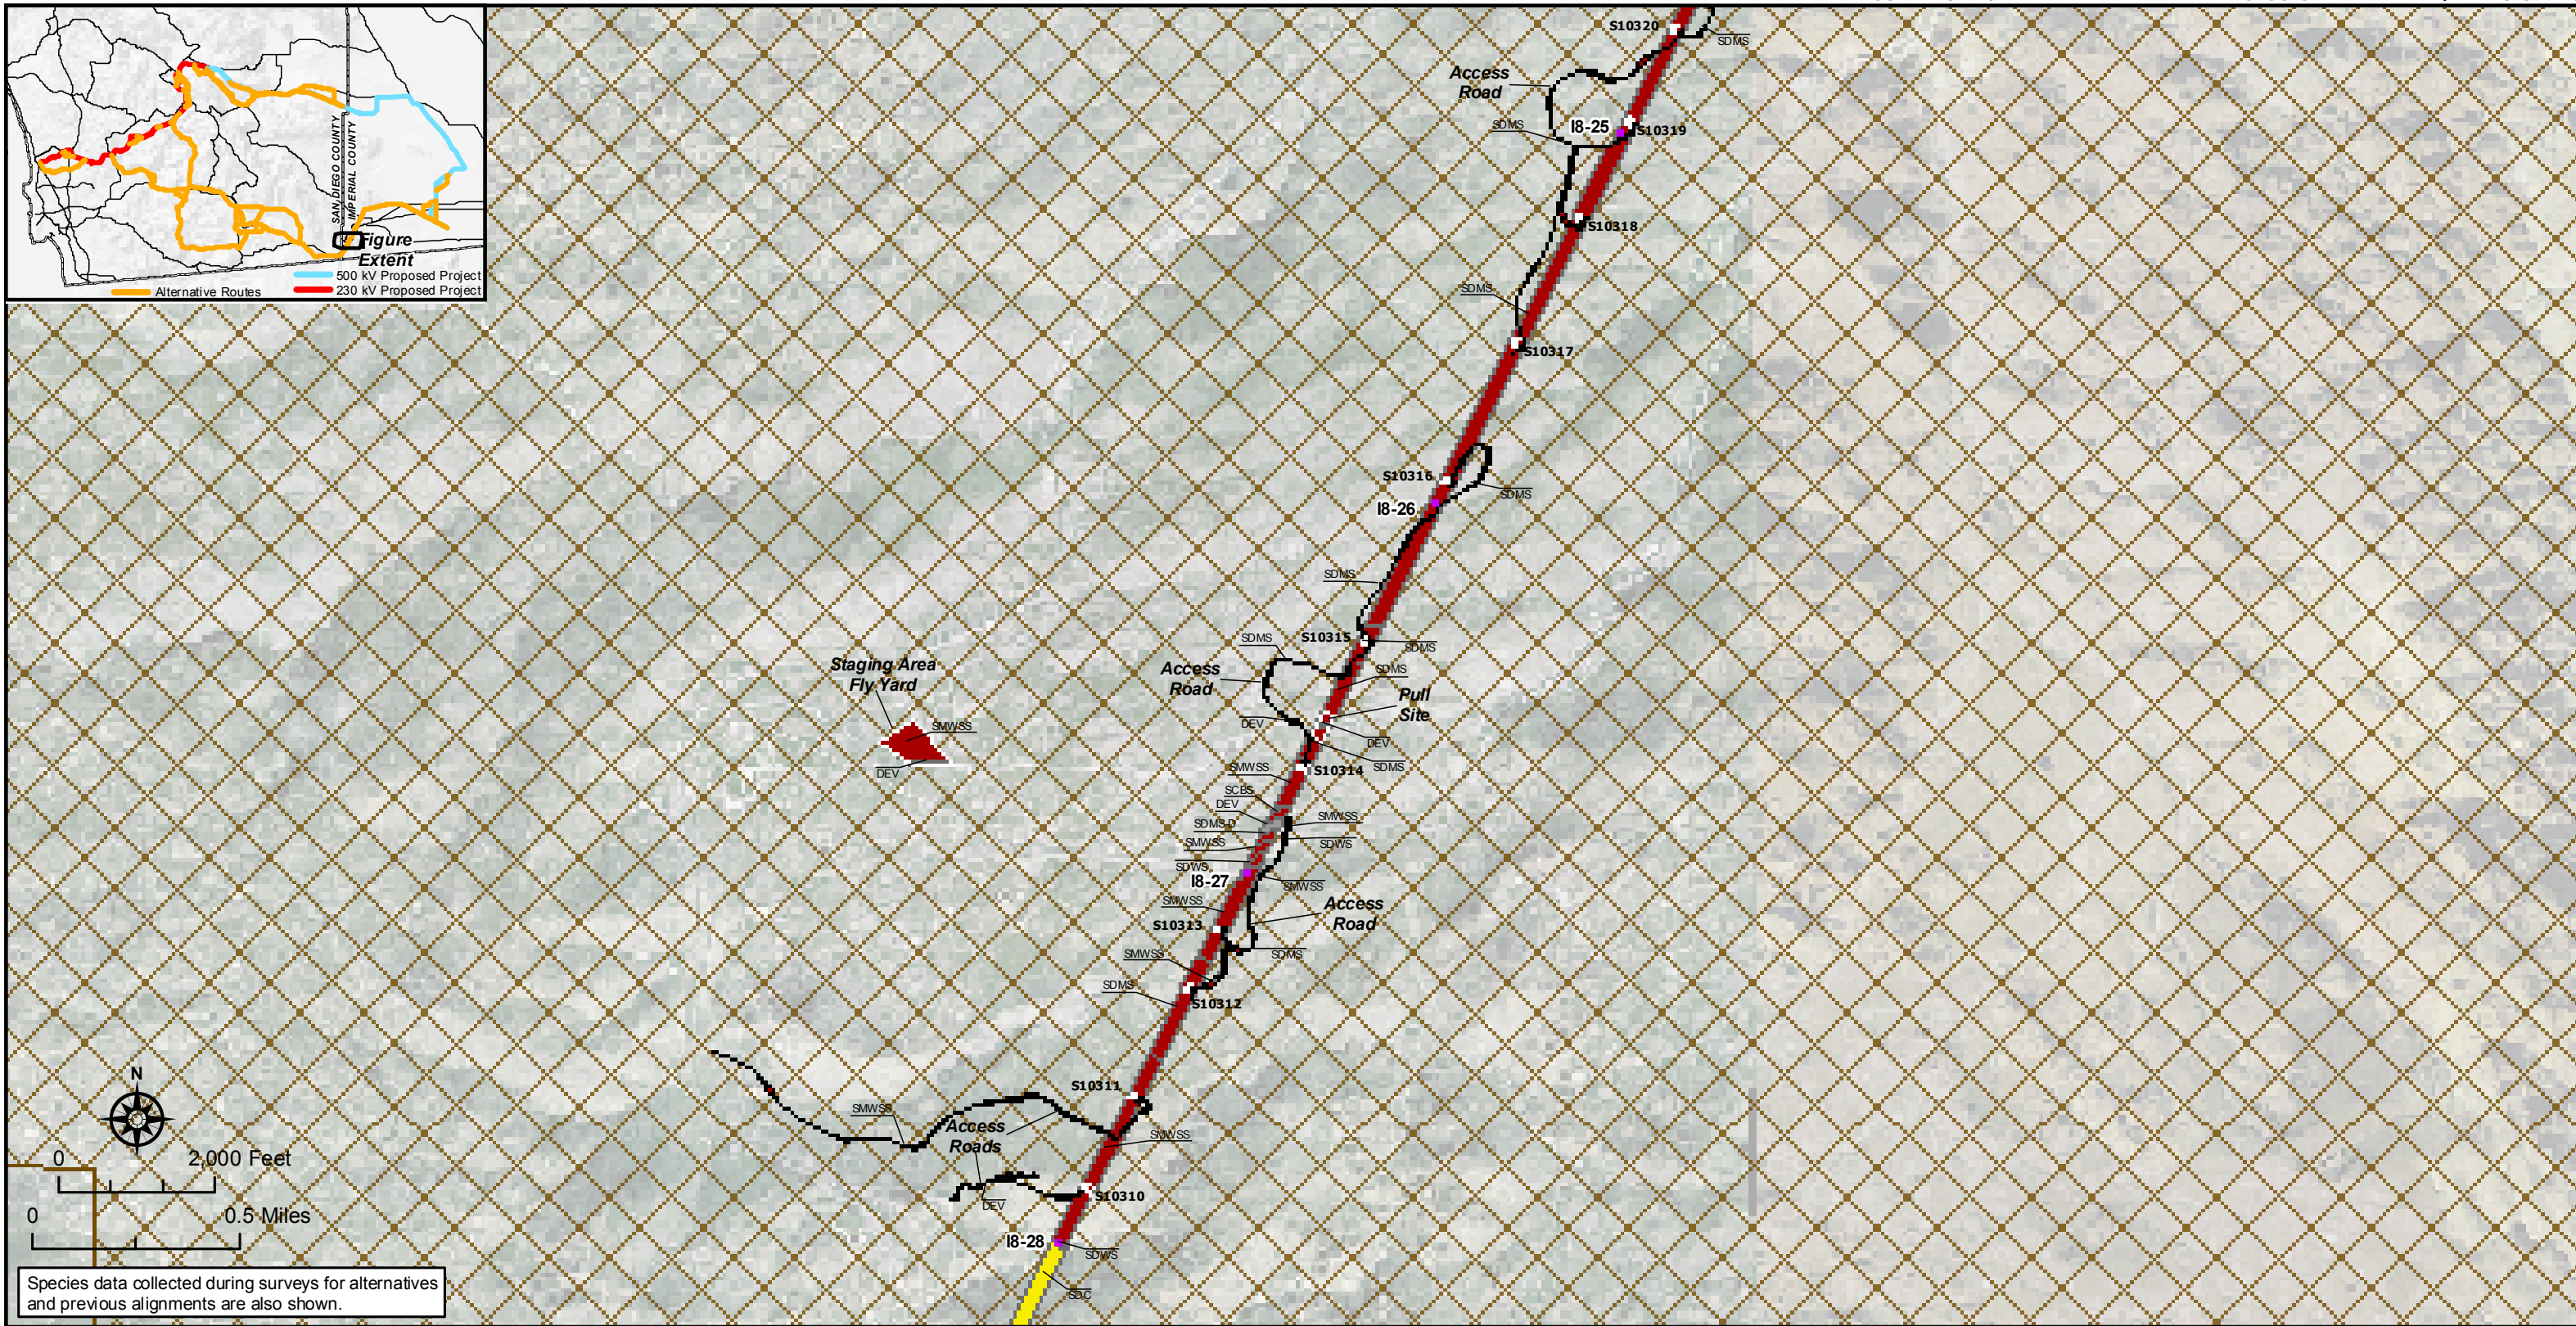 SAN DIEGO COUNTY
IMPERIAL COUNTY
Figure
Extent
500 kV Proposed Project
Alternative Routes
230 kV Proposed Project
S10320
SDMS
Access
Road
SDMS
I8-25
S10319
S10318
SDMS
S10317
S10316
SDMS
I8-26
SDMS
S10315
SDMS
SDMS
Access
Road
SDMS
Pull
Site
DEV
DEV
SDMS
Staging Area
Fly Yard
SMWSS
DEV
SMWSS
S10314
SCBS
DEV
SMWSS
SDMS-D
SMWSS
SDWS
SDWS
I8-27
SMWSS
SMWSS
Access
Road
S10313
SMWSS
SDMS
SDMS
S10312
S10311
SMWSS
Access
Roads
SMWSS
S10310
DEV
I8-28
SDWS
SDC
N
0 2,000 Feet
0 0.5 Miles
Species data collected during surveys for alternatives
and previous alignments are also shown.